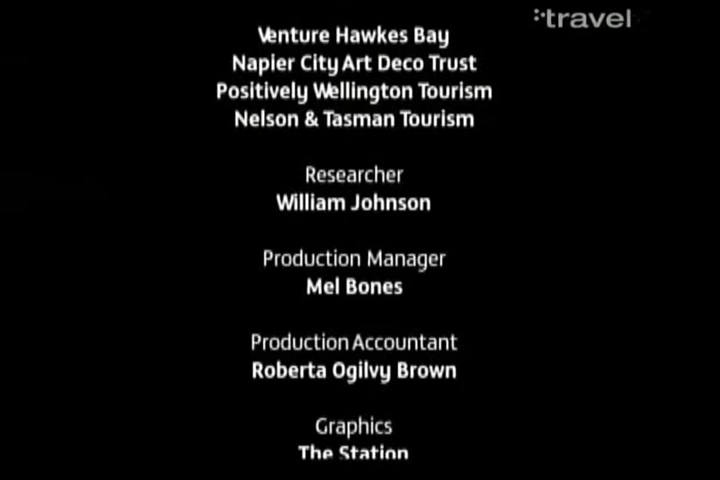 :travel
Venture Hawkes Bay
Napier City Art Deco Trust
Positively Wellington Tourism
Nelson & Tasman Tourism
Researcher
William Johnson
Production Manager
Mel Bones
Production Accountant
Roberta Ogilvy Brown
Graphics
The Station